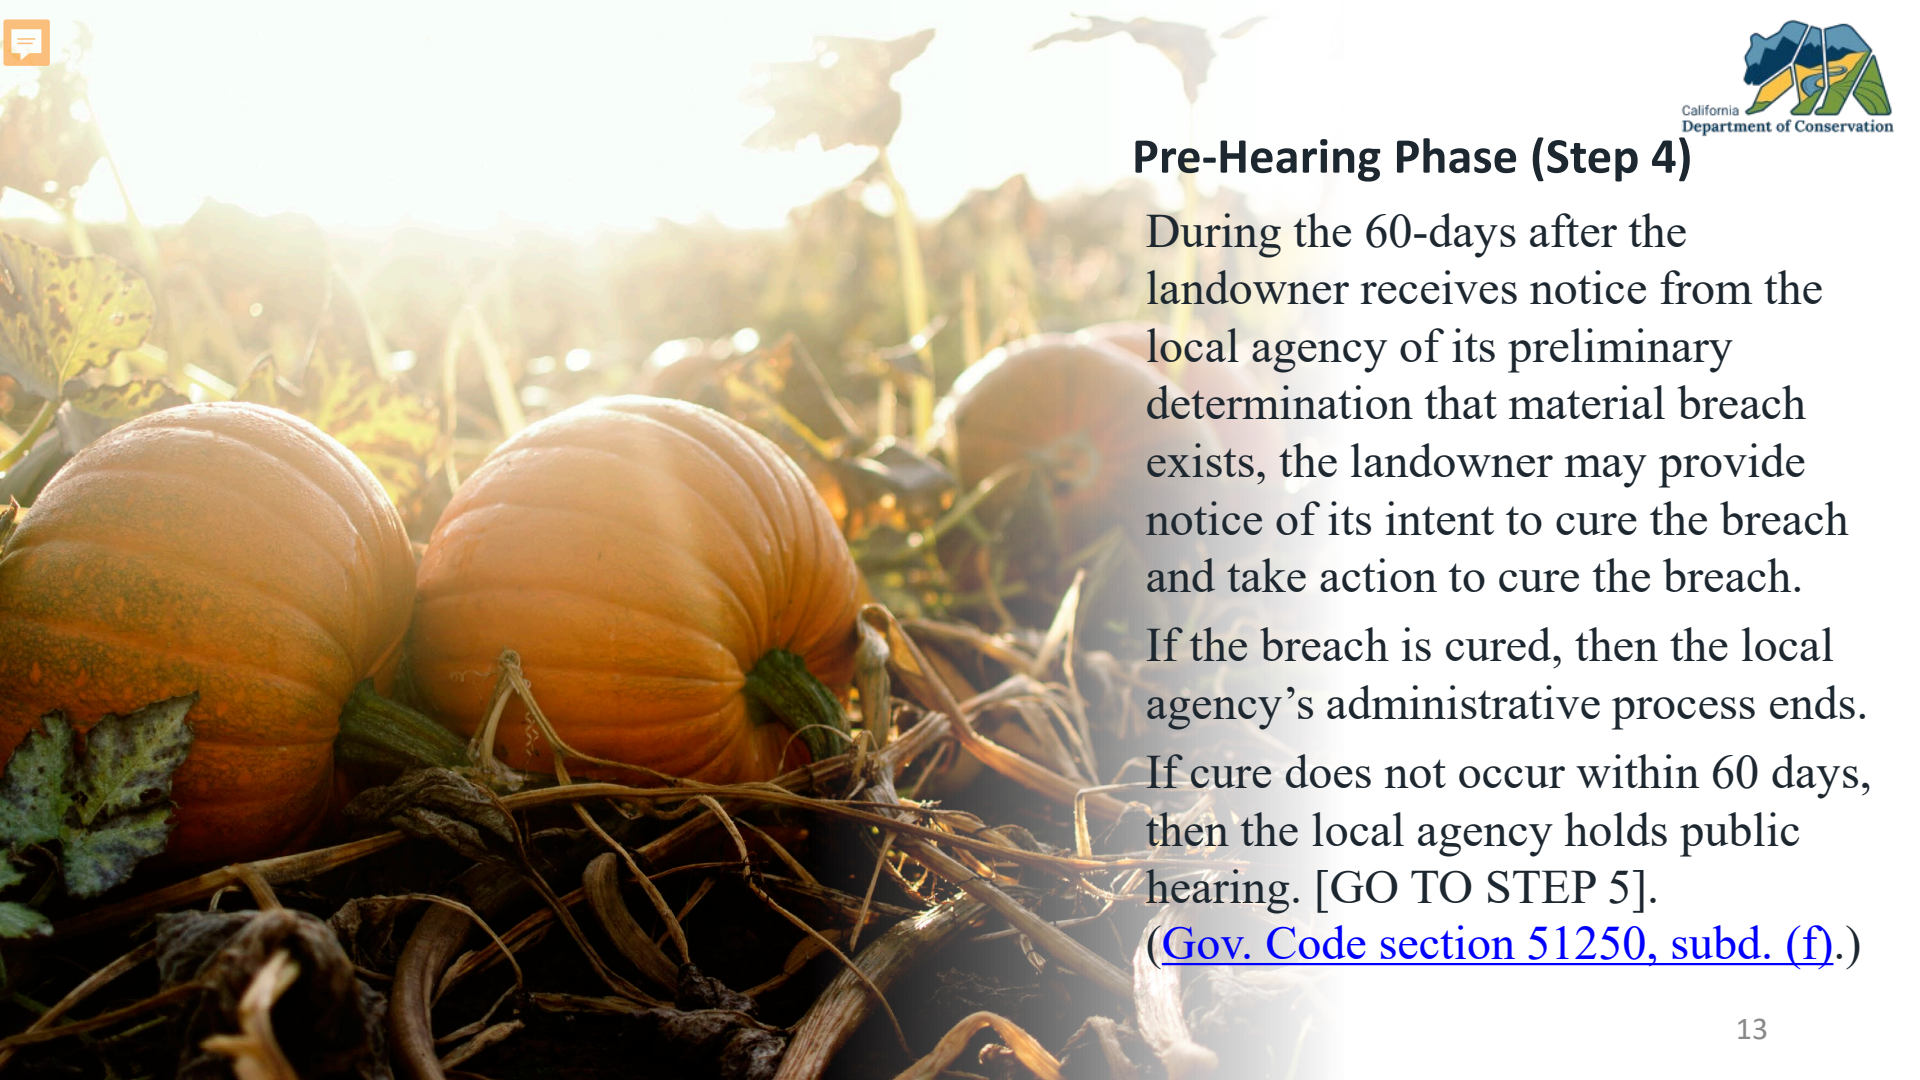 California
Department of Conservation
Pre-Hearing Phase (Step 4)
During the 60-days after the
landowner receives notice from the
local agency of its preliminary
determination that material breach
exists, the landowner may provide
notice of its intent to cure the breach
and take action to cure the breach.
If the breach is cured, then the local
agency’s administrative process ends.
If cure does not occur within 60 days,
then the local agency holds public
hearing. [GO TO STEP 5].
(Gov. Code section 51250, subd. (f).)
13